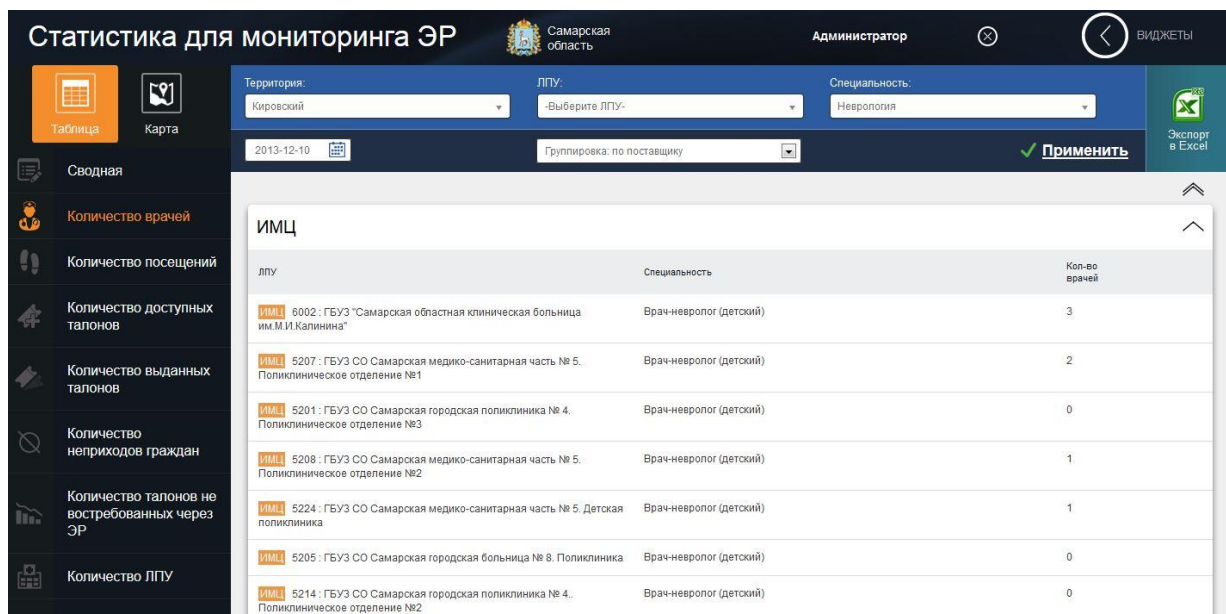 Статистика для мониторинга ЭР
Самарская
область
Администратор
ВИДЖЕТЫ
Таблица
Карта
Территория:
Кировский
ЛПУ:
-Выберите ЛПУ-
Специальность:
Неврология
2013-12-10
Группировка: по поставщику
Применить
Экспорт
в Excel
Сводная
Количество врачей
Количество посещений
Количество доступных
талонов
Количество выданных
талонов
Количество
неприходов граждан
Количество талонов не
востребованных через
ЭР
Количество ЛПУ
ИМЦ
ЛПУ
Специальность
Кол-во
врачей
ИМЦ 6002 : ГБУЗ "Самарская областная клиническая больница
им.М.И.Калинина"
Врач-невролог (детский)
3
ИМЦ 5207 : ГБУЗ СО Самарская медико-санитарная часть № 5.
Поликлиническое отделение №1
Врач-невролог (детский)
2
ИМЦ 5201 : ГБУЗ СО Самарская городская поликлиника № 4.
Поликлиническое отделение №3
Врач-невролог (детский)
0
ИМЦ 5208 : ГБУЗ СО Самарская медико-санитарная часть № 5.
Поликлиническое отделение №2
Врач-невролог (детский)
1
ИМЦ 5224 : ГБУЗ СО Самарская медико-санитарная часть № 5. Детская
поликлиника
Врач-невролог (детский)
1
ИМЦ 5205 : ГБУЗ СО Самарская городская больница № 8. Поликлиника
Врач-невролог (детский)
0
ИМЦ 5214 : ГБУЗ СО Самарская городская поликлиника № 4..
Поликлиническое отделение №2
Врач-невролог (детский)
0